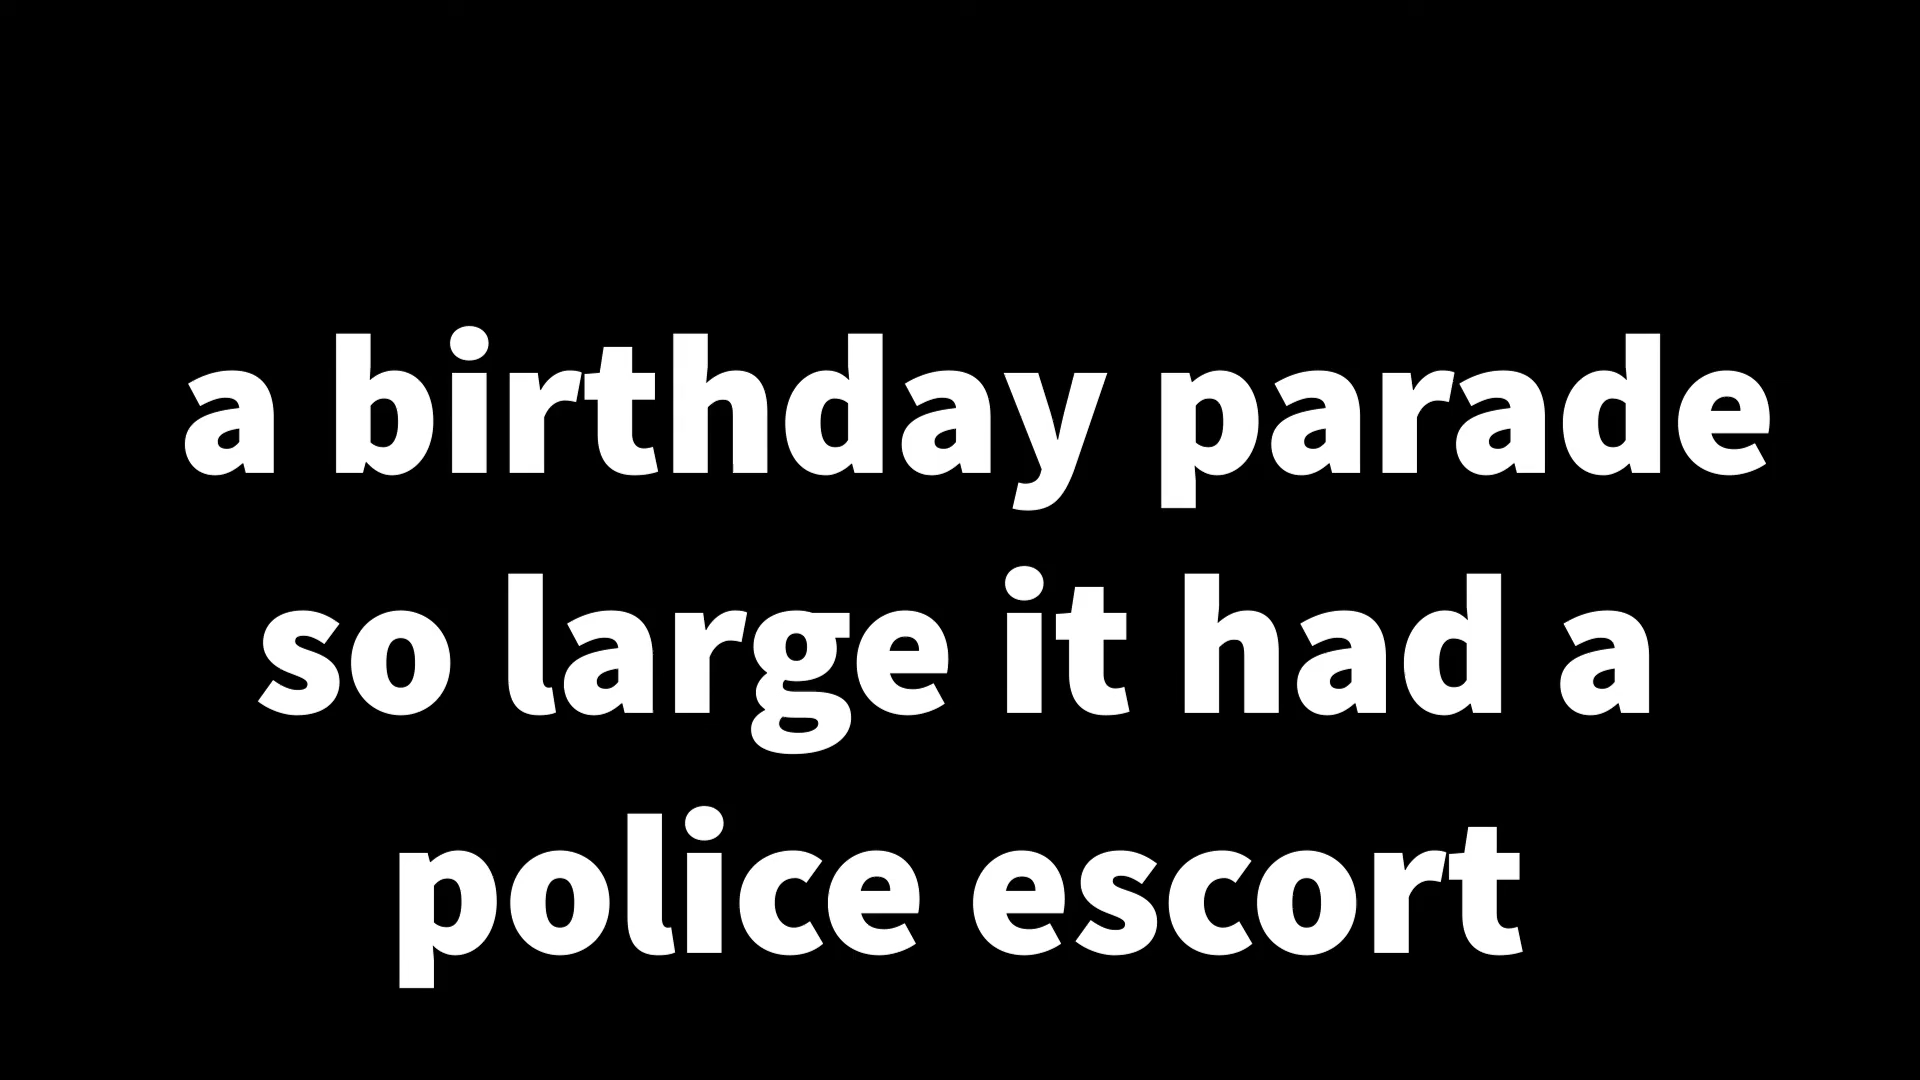 a birthday parade
so large it had a
police escort